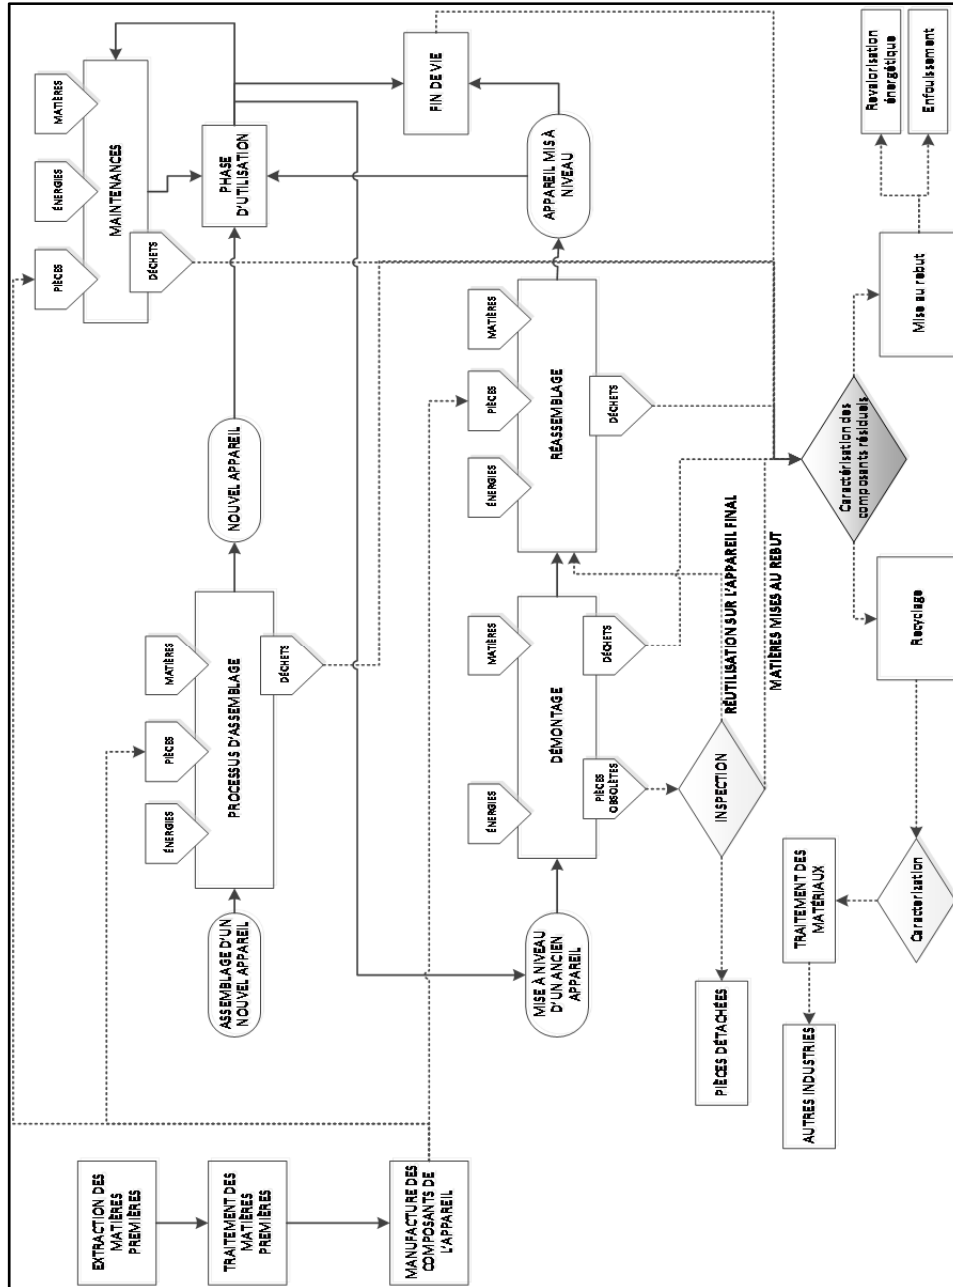 EXTRACTION DES
MATIÈRES
PREMIÈRES
TRAITEMENT DES
MATIÈRES
PREMIÈRES
MANUFACTURE DES
COMPOSANTS DE
L'APPAREIL
ASSEMBLAGE D'UN
NOUVEL APPAREIL
ÉNERGIES
PIÈCES
MATIÈRES
PROCESSUS D'ASSEMBLAGE
DÉCHETS
NOUVEL APPAREIL
PIÈCES
ÉNERGIES
MATIÈRES
MAINTENANCES
DÉCHETS
PHASE
D'UTILISATION
FIN DE VIE
MISE À NIVEAU
D'UN ANCIEN
APPAREIL
ÉNERGIES
MATIÈRES
DÉMONTAGE
PIÈCES
OBSOLÈTES
DÉCHETS
ÉNERGIES
PIÈCES
MATIÈRES
RÉASSEMBLAGE
DÉCHETS
APPAREIL MIS À
NIVEAU
PIÈCES DÉTACHÉES
INSPECTION
RÉUTILISATION SUR L'APPAREIL FINAL
MATIÈRES MISES AU REBUT
AUTRES INDUSTRIES
TRAITEMENT DES
MATÉRIAUX
Caracterization
Recyclage
Caractérisation des
composants résiduels
Mise au rebut
Revalorisation
énergétique
Enfouissement